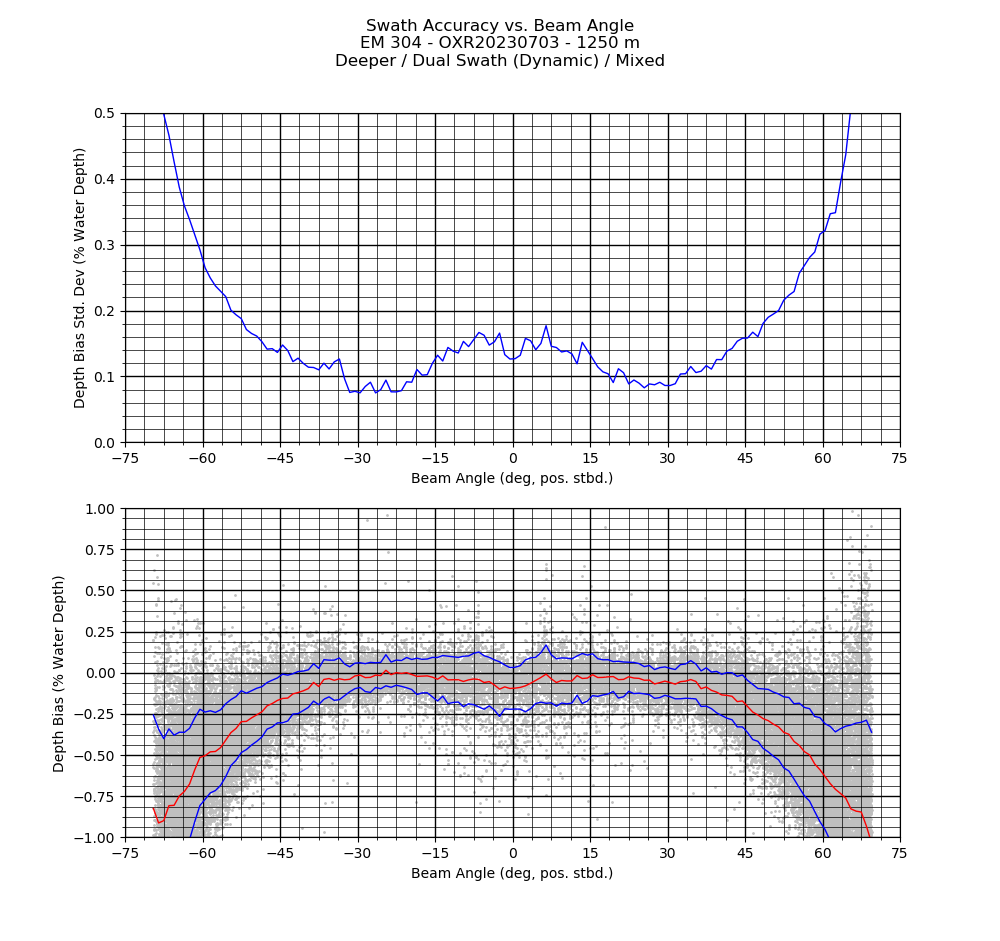 Swath Accuracy vs. Beam Angle
EM 304 - OXR20230703 - 1250 m
Deeper / Dual Swath (Dynamic) / Mixed
Depth Bias Std. Dev (% Water Depth)
0.5
0.4
0.3
0.2
0.1
0.0
−75 −60 −45 −30 −15 0 15 30 45 60 75
Beam Angle (deg, pos. stbd.)
Depth Bias (% Water Depth)
1.00
0.75
0.50
0.25
0.00
−0.25
−0.50
−0.75
−1.00
−75 −60 −45 −30 −15 0 15 30 45 60 75
Beam Angle (deg, pos. stbd.)